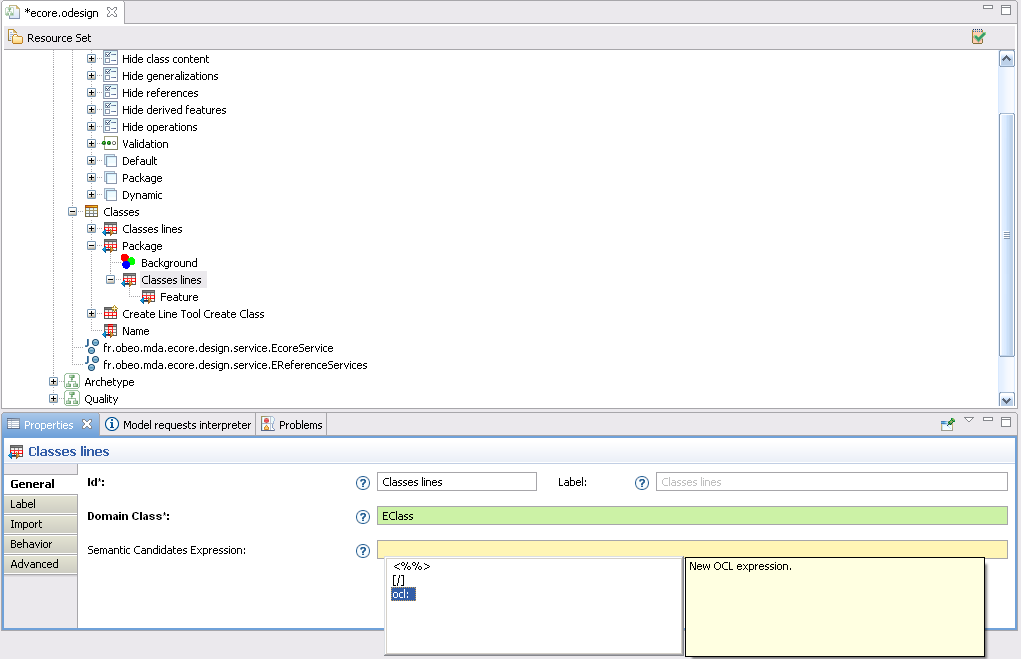 *ecore.odesign
Resource Set
Hide class content
Hide generalizations
Hide references
Hide derived features
Hide operations
Validation
Default
Package
Dynamic
Classes
Classes lines
Package
Background
Classes lines
Feature
Create Line Tool Create Class
Name
fr.obeo.mda.ecore.design.service.EcoreService
fr.obeo.mda.ecore.design.service.EReferenceServices
Archetype
Quality
Properties Model requests interpreter Problems
Classes lines
General
Label
Import
Behavior
Advanced
Id*: Classes lines Label: Classes lines
Domain Class*: EClass
Semantic Candidates Expression:
<%%>
[/]
ocl:
New OCL expression.